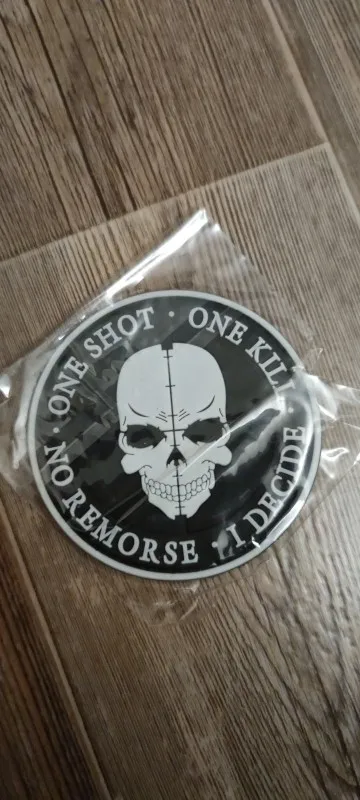 · ONE SHOT · ONE KILL ·
NO REMORSE · I DECIDE